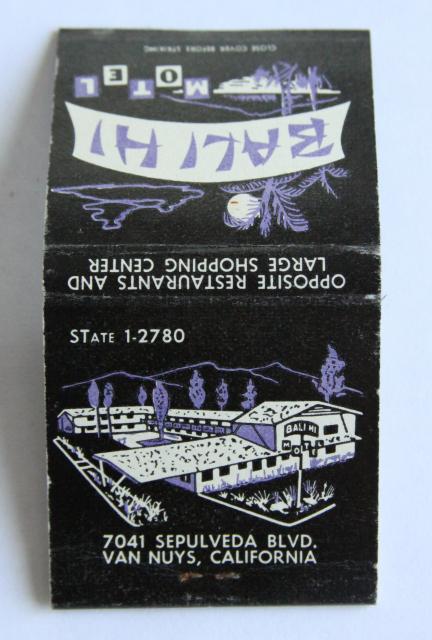 CLOSE COVER BEFORE STRIKING
BALI HI
MOTEL
OPPOSITE RESTAURANTS AND
LARGE SHOPPING CENTER
STATE 1-2780
BALI HI
MOTEL
7041 SEPULVEDA BLVD.
VAN NUYS, CALIFORNIA